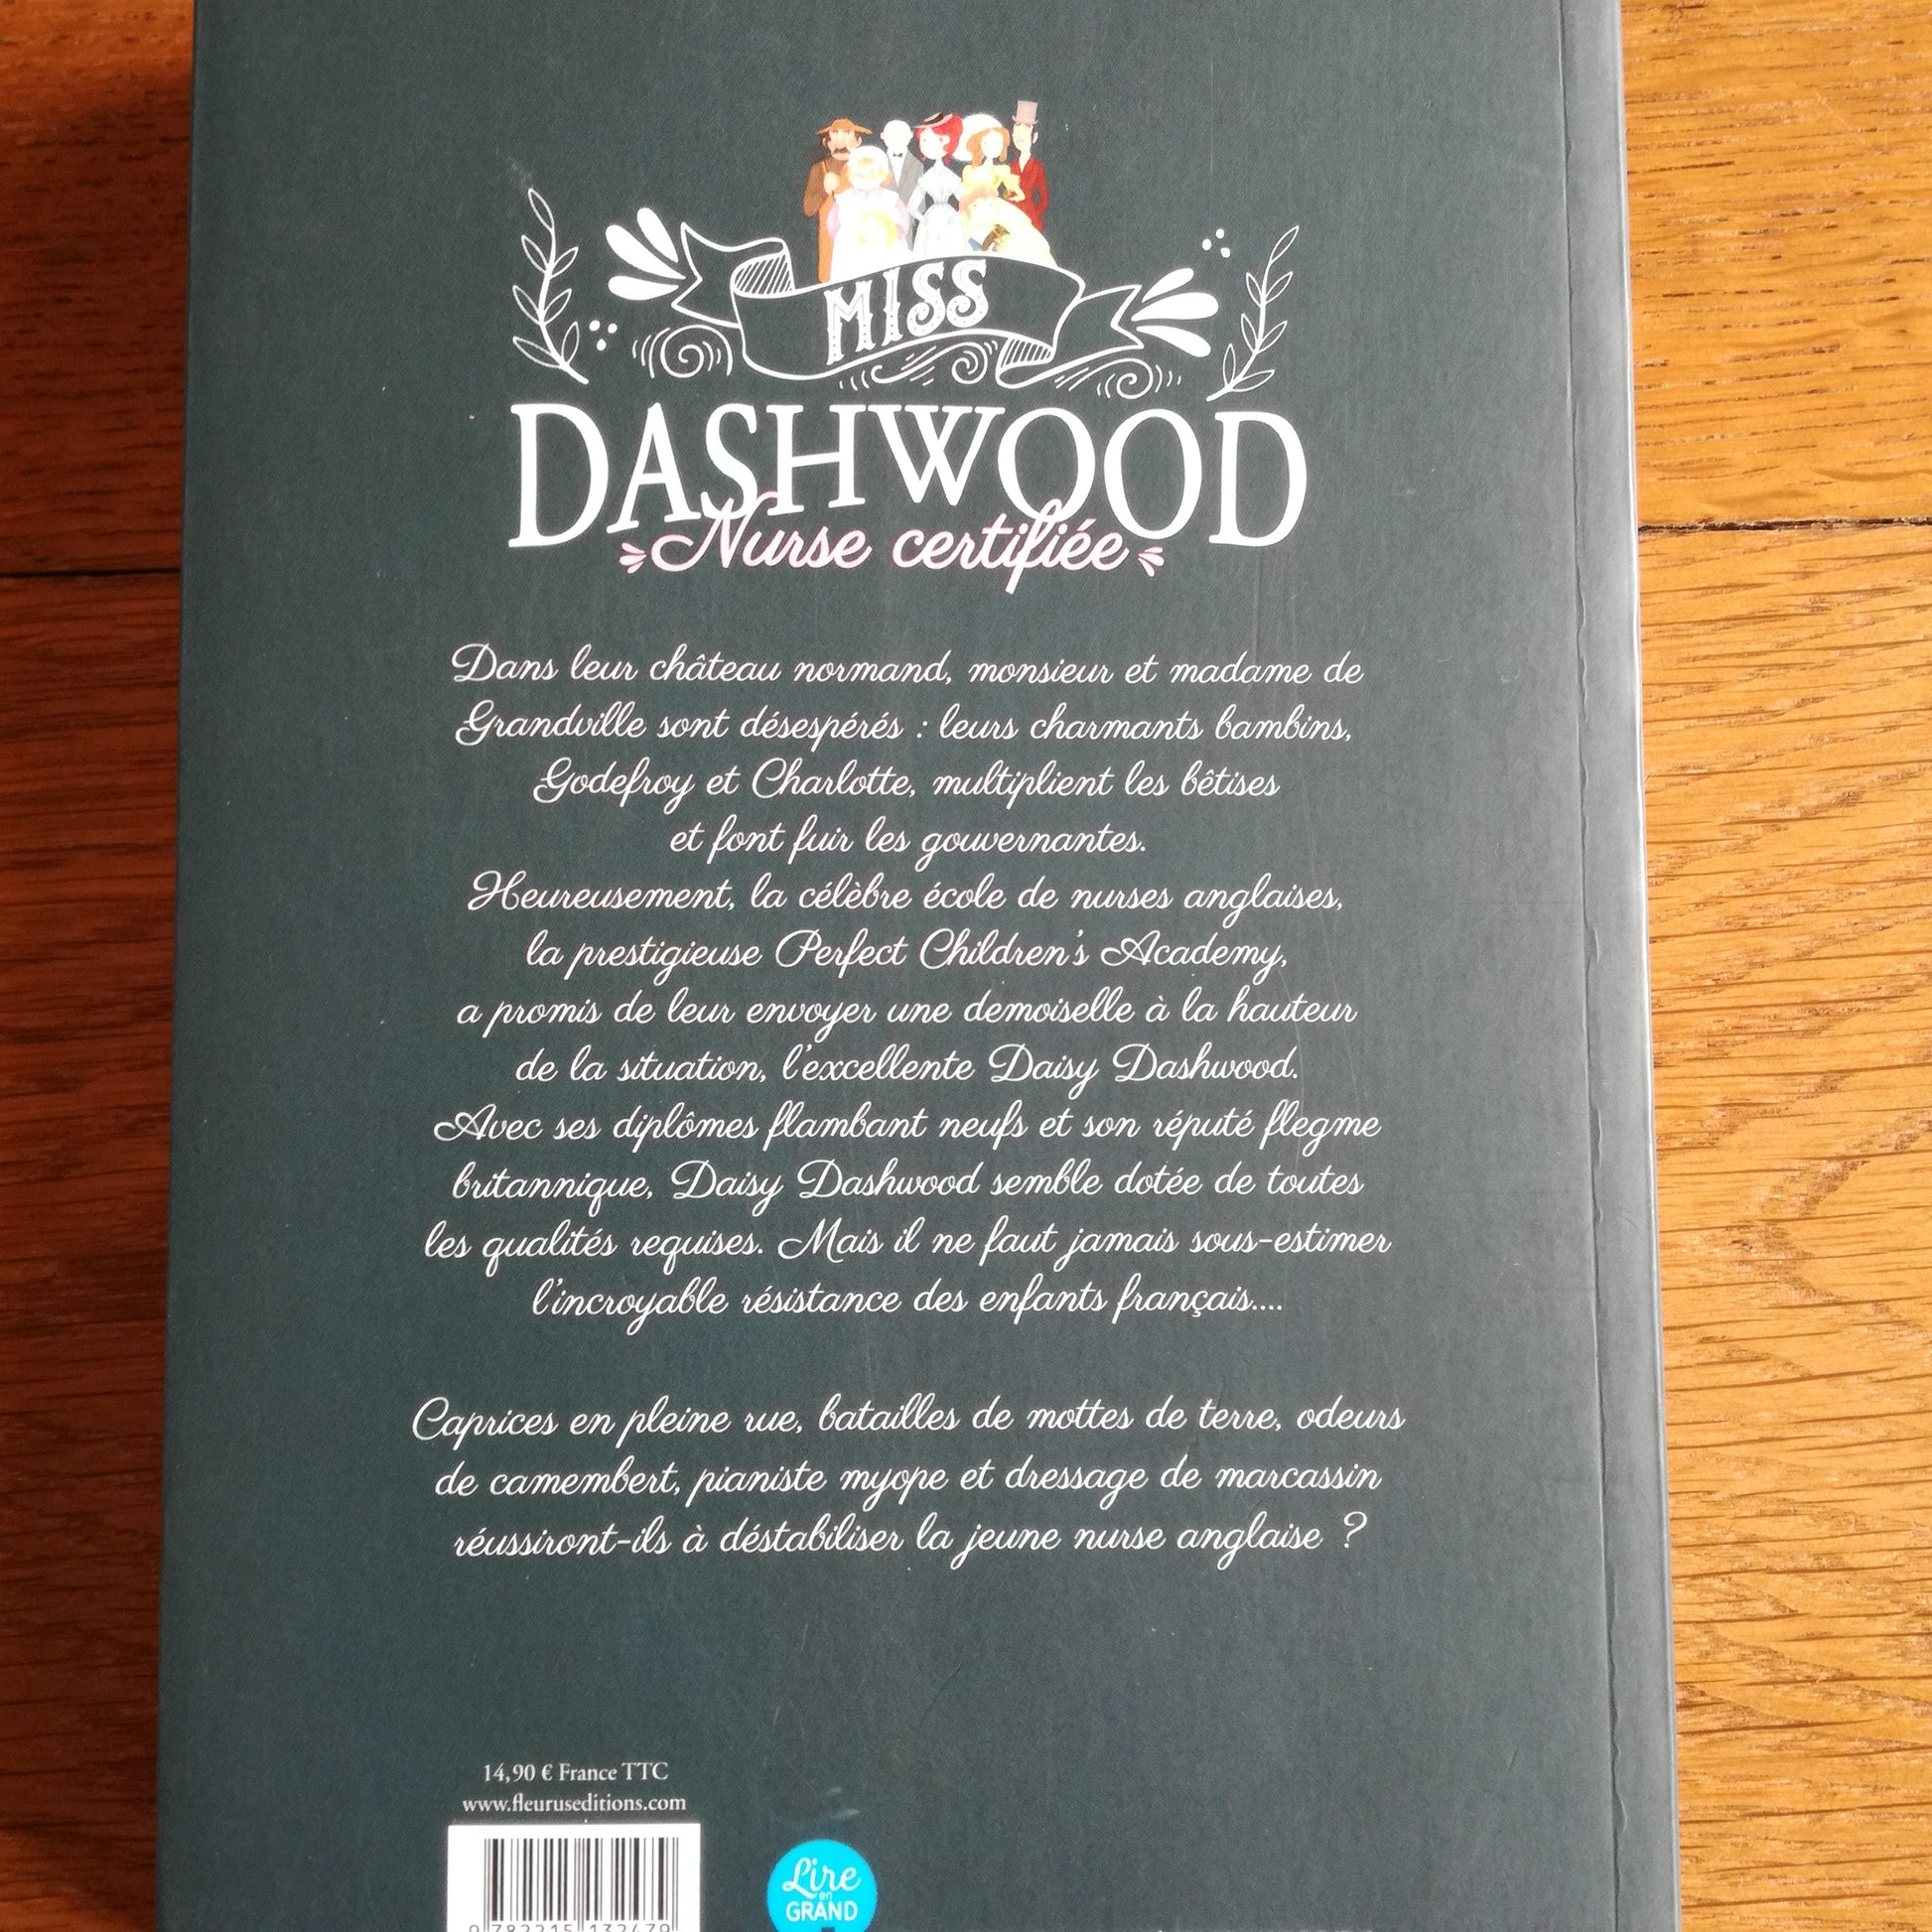 MISS
DASHWOOD
Nurse certifiée
Dans leur château normand, monsieur et madame de
Grandville sont désespérés : leurs charmants bambins,
Godefroy et Charlotte, multiplient les bêtises
et font fuir les gouvernantes.
Heureusement, la célèbre école de nurses anglaises,
la prestigieuse Perfect Children's Academy,
a promis de leur envoyer une demoiselle à la hauteur
de la situation, l'excellente Daisy Dashwood.
Avec ses diplômes flambant neufs et son réputé flegme
britannique, Daisy Dashwood semble dotée de toutes
les qualités requises. Mais il ne faut jamais sous-estimer
l'incroyable résistance des enfants français....
Caprices en pleine rue, batailles de mottes de terre, odeurs
de camembert, pianiste myope et dressage de marcassin
réussiront-ils à déstabiliser la jeune nurse anglaise ?
14,90 € France TTC
www.fleuruseditions.com
9 782215 132479
Lire
en
GRAND